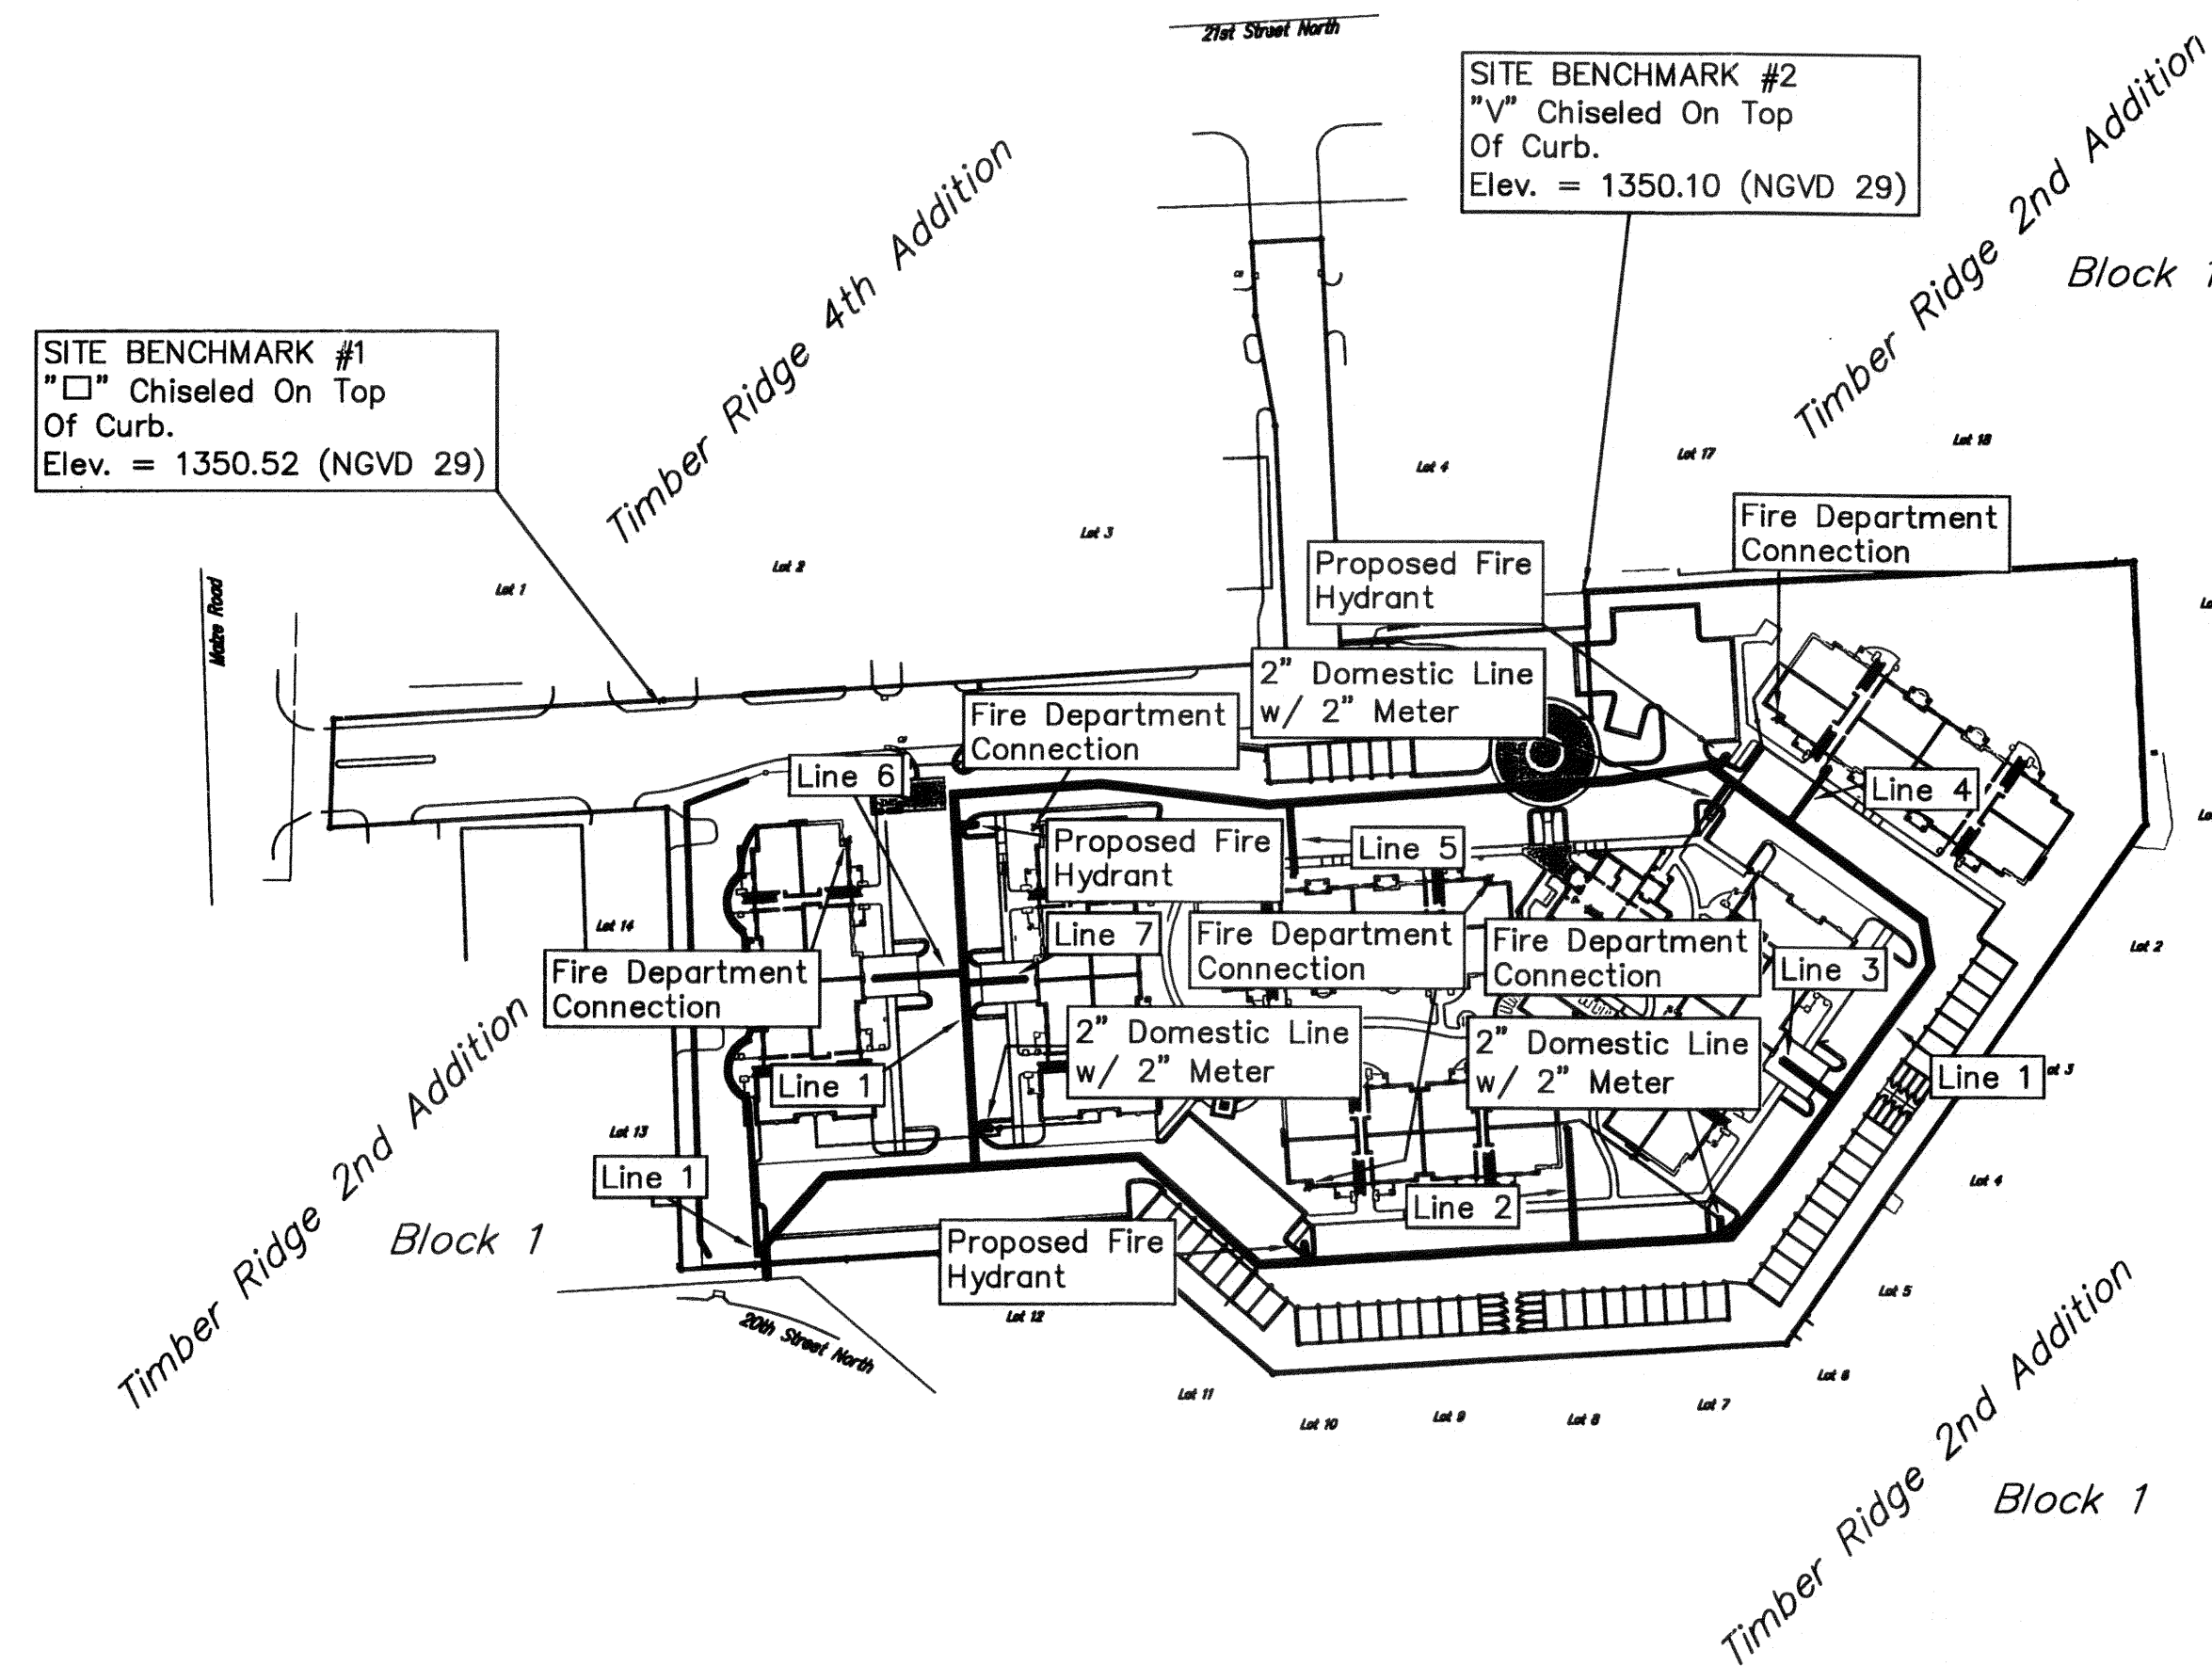 21st Street North
SITE BENCHMARK #2
"V" Chiseled On Top
Of Curb.
Elev. = 1350.10 (NGVD 29)
Timber Ridge 2nd Addition
Block 1
Timber Ridge 4th Addition
SITE BENCHMARK #1
"□" Chiseled On Top
Of Curb.
Elev. = 1350.52 (NGVD 29)
Lot 4
Lot 17
Lot 18
Lot 3
Lot 2
Lot 1
Maize Road
Fire Department
Connection
Proposed Fire
Hydrant
2" Domestic Line
w/ 2" Meter
Fire Department
Connection
Line 6
Line 4
Proposed Fire
Hydrant
Line 5
Lot 14
Line 7
Fire Department
Connection
Fire Department
Connection
Fire Department
Connection
Line 3
Lot 2
2" Domestic Line
w/ 2" Meter
2" Domestic Line
w/ 2" Meter
Line 1
Line 1
ot 3
Lot 13
Line 1
Line 2
Lot 4
Timber Ridge 2nd Addition
Block 1
Proposed Fire
Hydrant
Lot 12
20th Street North
Lot 5
Lot 6
Lot 11
Lot 10
Lot 9
Lot 8
Lot 7
Timber Ridge 2nd Addition
Block 1